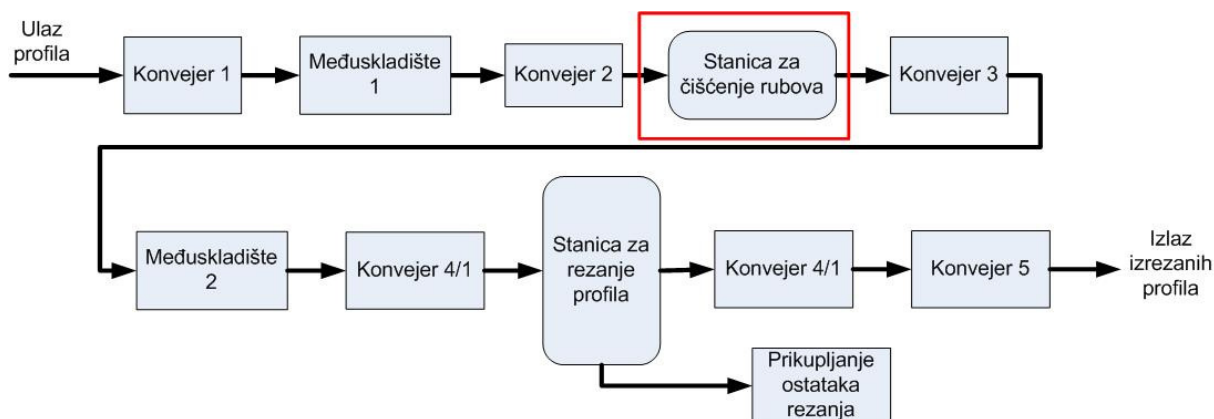 Ulaz
profila
Konvejer 1
Međuskladište
1
Konvejer 2
Stanica za
čišćenje rubova
Konvejer 3
Međuskladište
2
Konvejer 4/1
Stanica za
rezanje
profila
Konvejer 4/1
Konvejer 5
Izlaz
izrezanih
profila
Prikupljanje
ostataka
rezanja